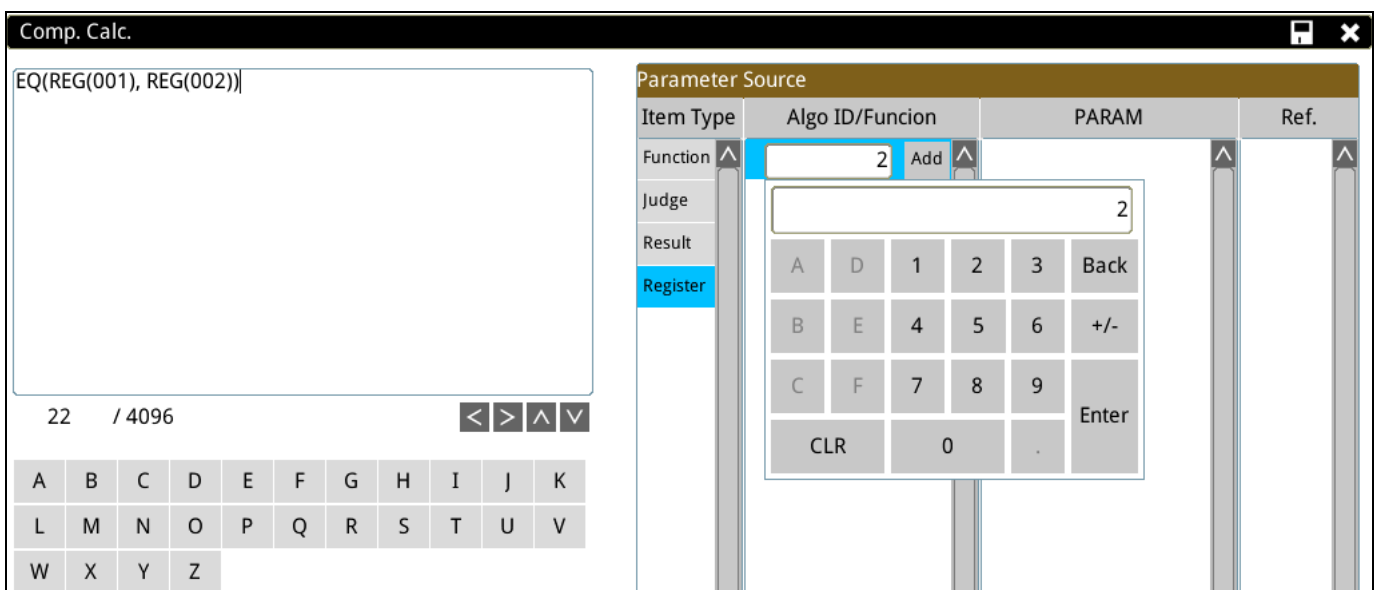 Comp. Calc.
EQ(REG(001), REG(002))
22 / 4096
A B C D E F G H I J K
L M N O P Q R S T U V
W X Y Z
Parameter Source
Item Type Algo ID/Funcion PARAM Ref.
Function 2 Add
Judge
Result
Register
2
A D 1 2 3 Back
B E 4 5 6 +/-
C F 7 8 9
Enter
CLR 0 .